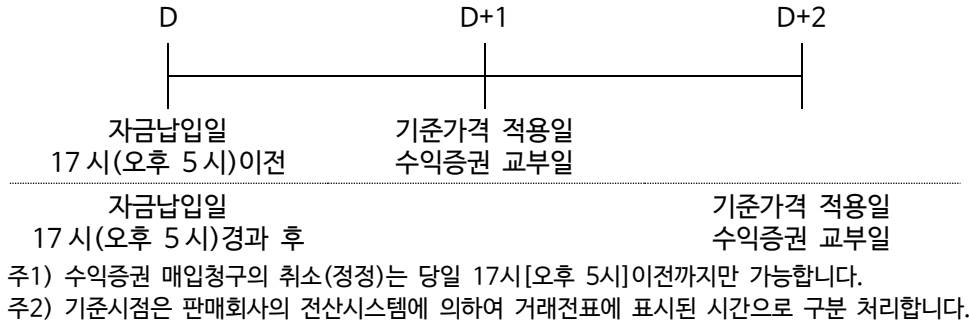 D D+1 D+2
자금납입일 기준가격 적용일
17 시(오후 5 시)이전 수익증권 교부일
자금납입일 기준가격 적용일
17 시(오후 5 시)경과 후 수익증권 교부일
주1) 수익증권 매입청구의 취소(정정)는 당일 17시[오후 5시]이전까지만 가능합니다.
주2) 기준시점은 판매회사의 전산시스템에 의하여 거래전표에 표시된 시간으로 구분 처리합니다.